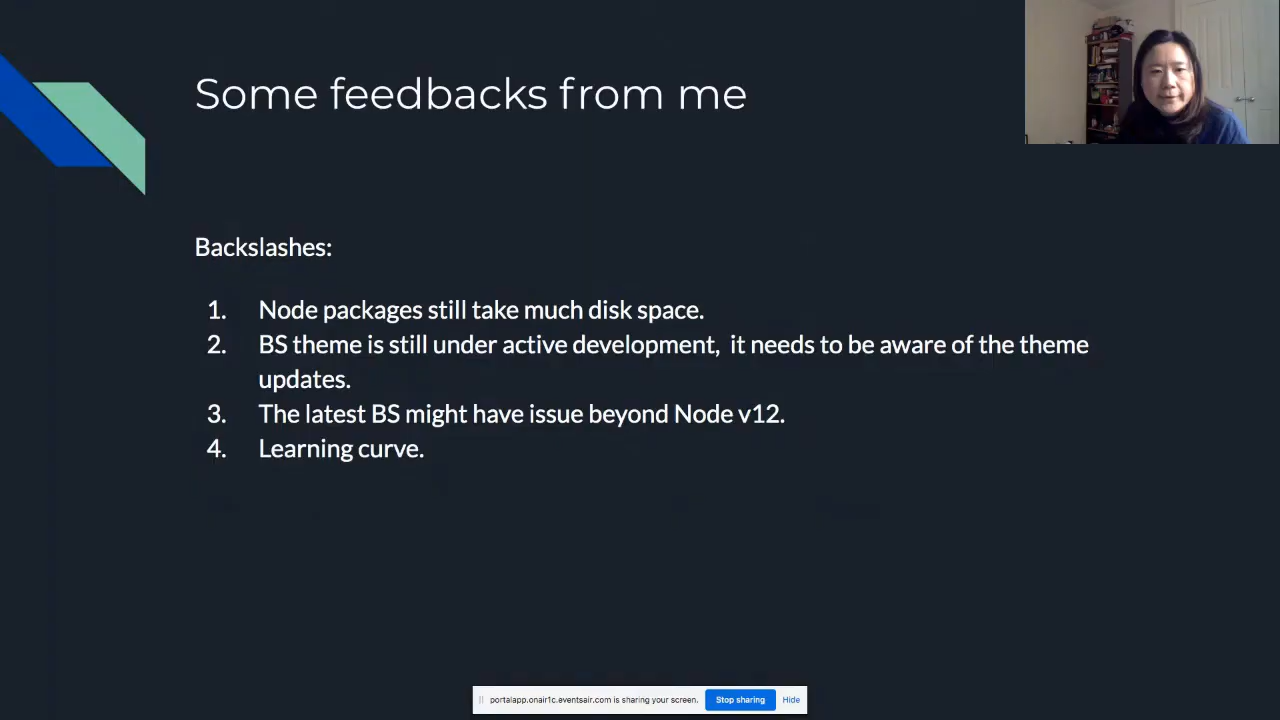 Some feedbacks from me
Backslashes:
1. Node packages still take much disk space.
2. BS theme is still under active development, it needs to be aware of the theme
updates.
3. The latest BS might have issue beyond Node v12.
4. Learning curve.
portalapp.onair1c.eventsair.com is sharing your screen. Stop sharing Hide